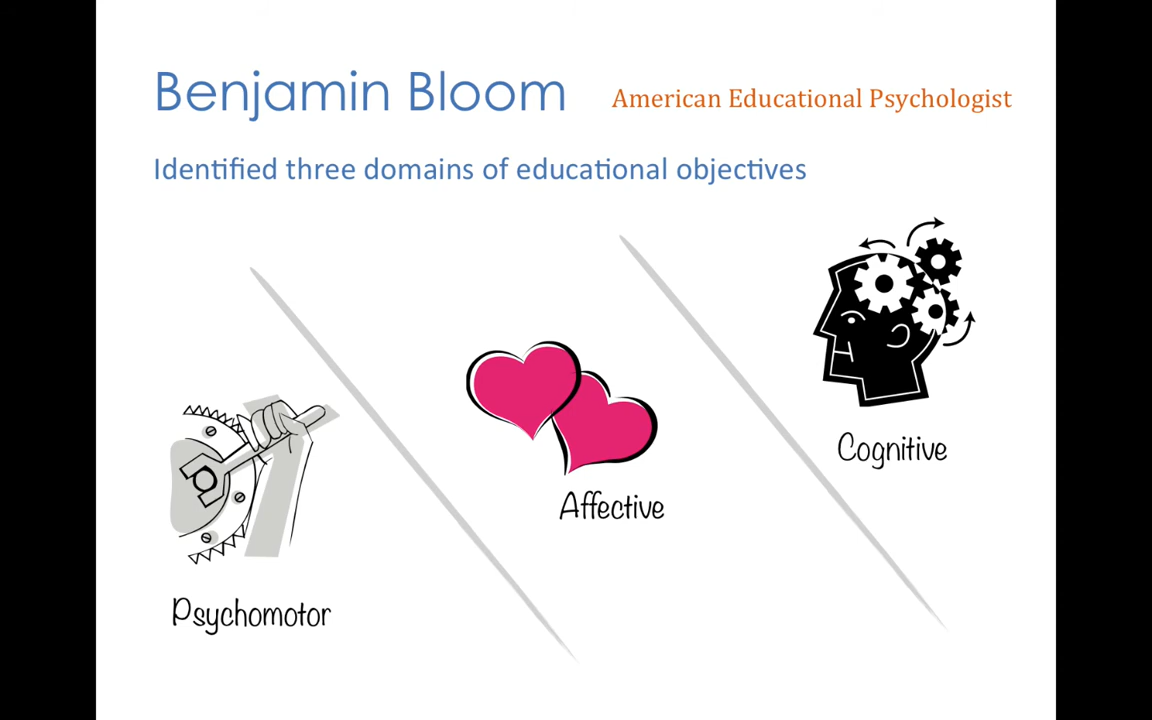 Benjamin Bloom American Educational Psychologist
Identified three domains of educational objectives
Cognitive
Affective
Psychomotor